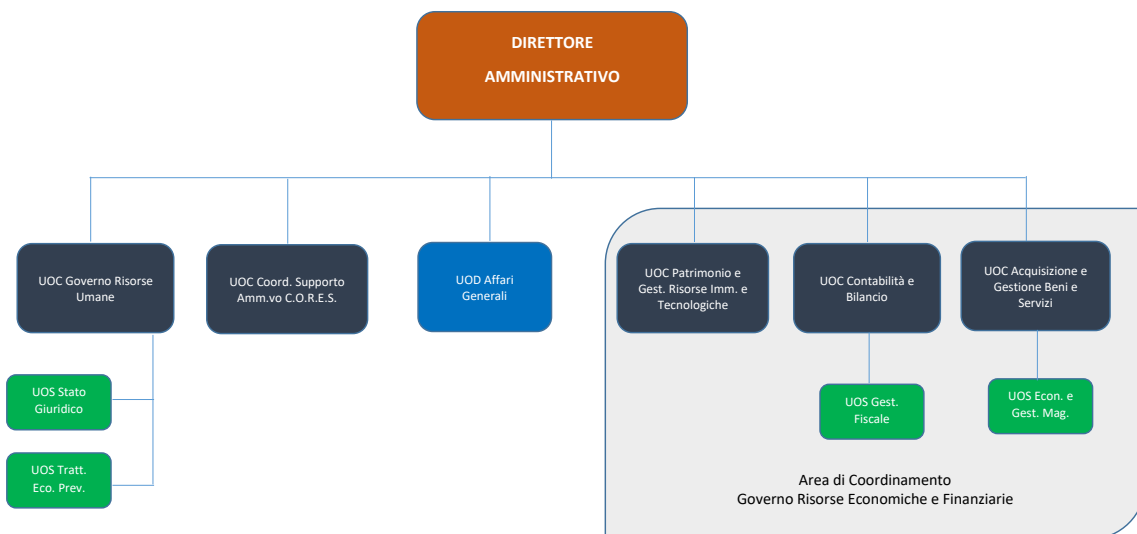 DIRETTORE
AMMINISTRATIVO
UOC Governo Risorse
Umane
UOC Coord. Supporto
Amm.vo C.O.R.E.S.
UOD Affari
Generali
UOC Patrimonio e
Gest. Risorse Imm. e
Tecnologiche
UOC Contabilità e
Bilancio
UOC Acquisizione e
Gestione Beni e
Servizi
UOS Stato
Giuridico
UOS Gest.
Fiscale
UOS Econ. e
Gest. Mag.
UOS Tratt.
Eco. Prev.
Area di Coordinamento
Governo Risorse Economiche e Finanziarie